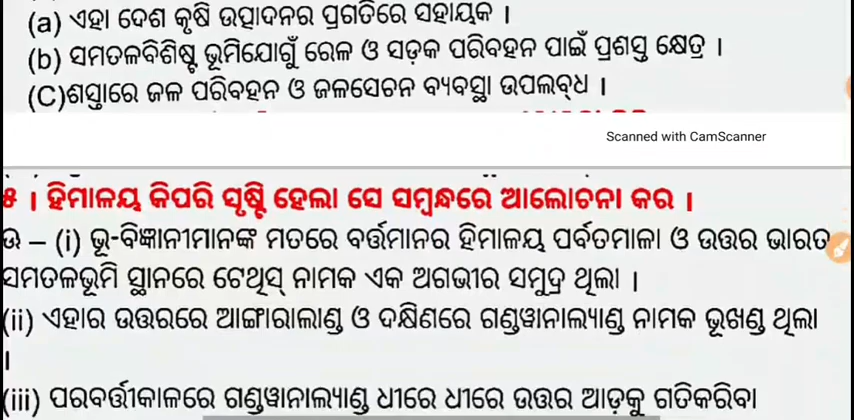 (a) ଏହା ଦେଶ କୃଷି ଉତ୍ପାଦନର ପ୍ରଗତିରେ ସହାୟକ ।
(b) ସମତଳବିଶିଷ୍ଟ ଭୂମିଯୋଗୁଁ ରେଳ ଓ ସଡ଼କ ପରିବହନ ପାଇଁ ପ୍ରଶସ୍ତ କ୍ଷେତ୍ର ।
(C)ଶସ୍ତାରେ ଜଳ ପରିବହନ ଓ ଜଳସେଚନ ବ୍ୟବସ୍ଥା ଉପଲବ୍ଧ ।
Scanned with CamScanner
୫ । ହିମାଳୟ କିପରି ସୃଷ୍ଟି ହେଲା ସେ ସମ୍ବନ୍ଧରେ ଆଲୋଚନା କର ।
ଉ – (i) ଭୂ-ବିଜ୍ଞାନୀମାନଙ୍କ ମତରେ ବର୍ତ୍ତମାନର ହିମାଳୟ ପର୍ବତମାଳା ଓ ଉତ୍ତର ଭାରତ
ସମତଳଭୂମି ସ୍ଥାନରେ ଟେଥିସ୍ ନାମକ ଏକ ଅଗଭୀର ସମୁଦ୍ର ଥିଲା ।
(ii) ଏହାର ଉତ୍ତରରେ ଆଙ୍ଗାରାଲାଣ୍ଡ ଓ ଦକ୍ଷିଣରେ ଗଣ୍ଡୱାନାଲ୍ୟାଣ୍ଡ ନାମକ ଭୂଖଣ୍ଡ ଥିଲା
।
(iii) ପରବର୍ତ୍ତୀକାଳରେ ଗଣ୍ଡୱାନାଲ୍ୟାଣ୍ଡ ଧୀରେ ଧୀରେ ଉତ୍ତର ଆଡ଼କୁ ଗତିକରିବା